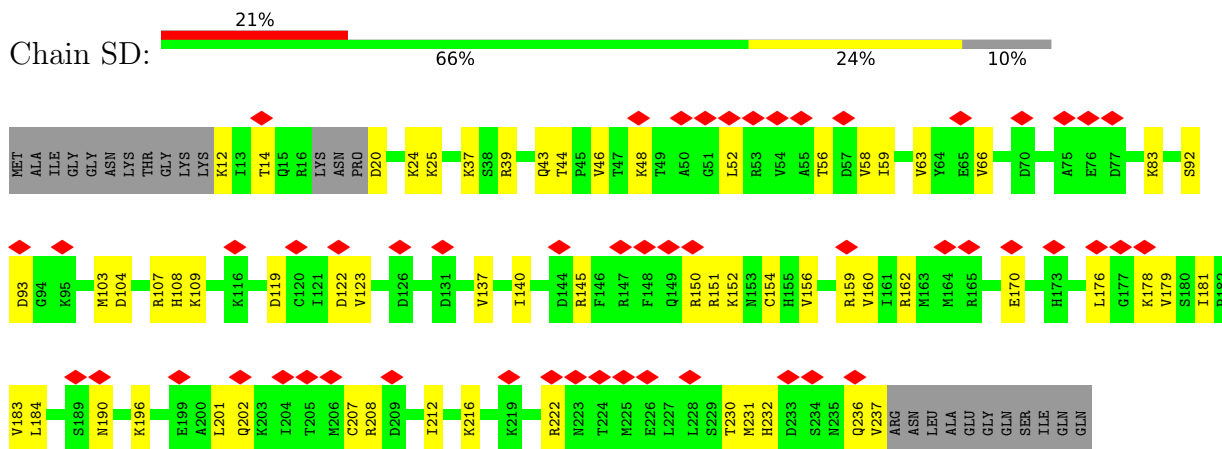 21%
Chain SD:
66% 24% 10%
MET ALA ILE GLY GLY ASN LYS THR GLY LYS LYS K12 I13 T14 Q15 R16 LYS ASN PRO D20 K24 K25 K37 S38 R39 Q43 T44 P45 V46 T47 K48 T49 A50 G51 L52 R53 V54 A55 T56 D57 V58 I59 V63 Y64 E65 V66 D70 A75 E76 D77 K83 S92
D93 G94 K95 M103 D104 R107 H108 K109 K116 D119 C120 I121 D122 V123 D126 D131 V137 I140 D144 R145 F146 R147 F148 Q149 R150 R151 K152 N153 C154 H155 V156 R159 V160 I161 R162 M163 M164 R165 E170 H173 L176 G177 K178 V179 S180 I181
V183 L184 S189 N190 K196 E199 A200 L201 Q202 K203 I204 T205 M206 C207 R208 D209 I212 K216 K219 R222 N223 T224 M225 E226 L227 L228 S229 T230 M231 H232 D233 S234 N235 Q236 V237 ARG ASN LEU ALA GLU GLY GLN SER ILE GLN GLN